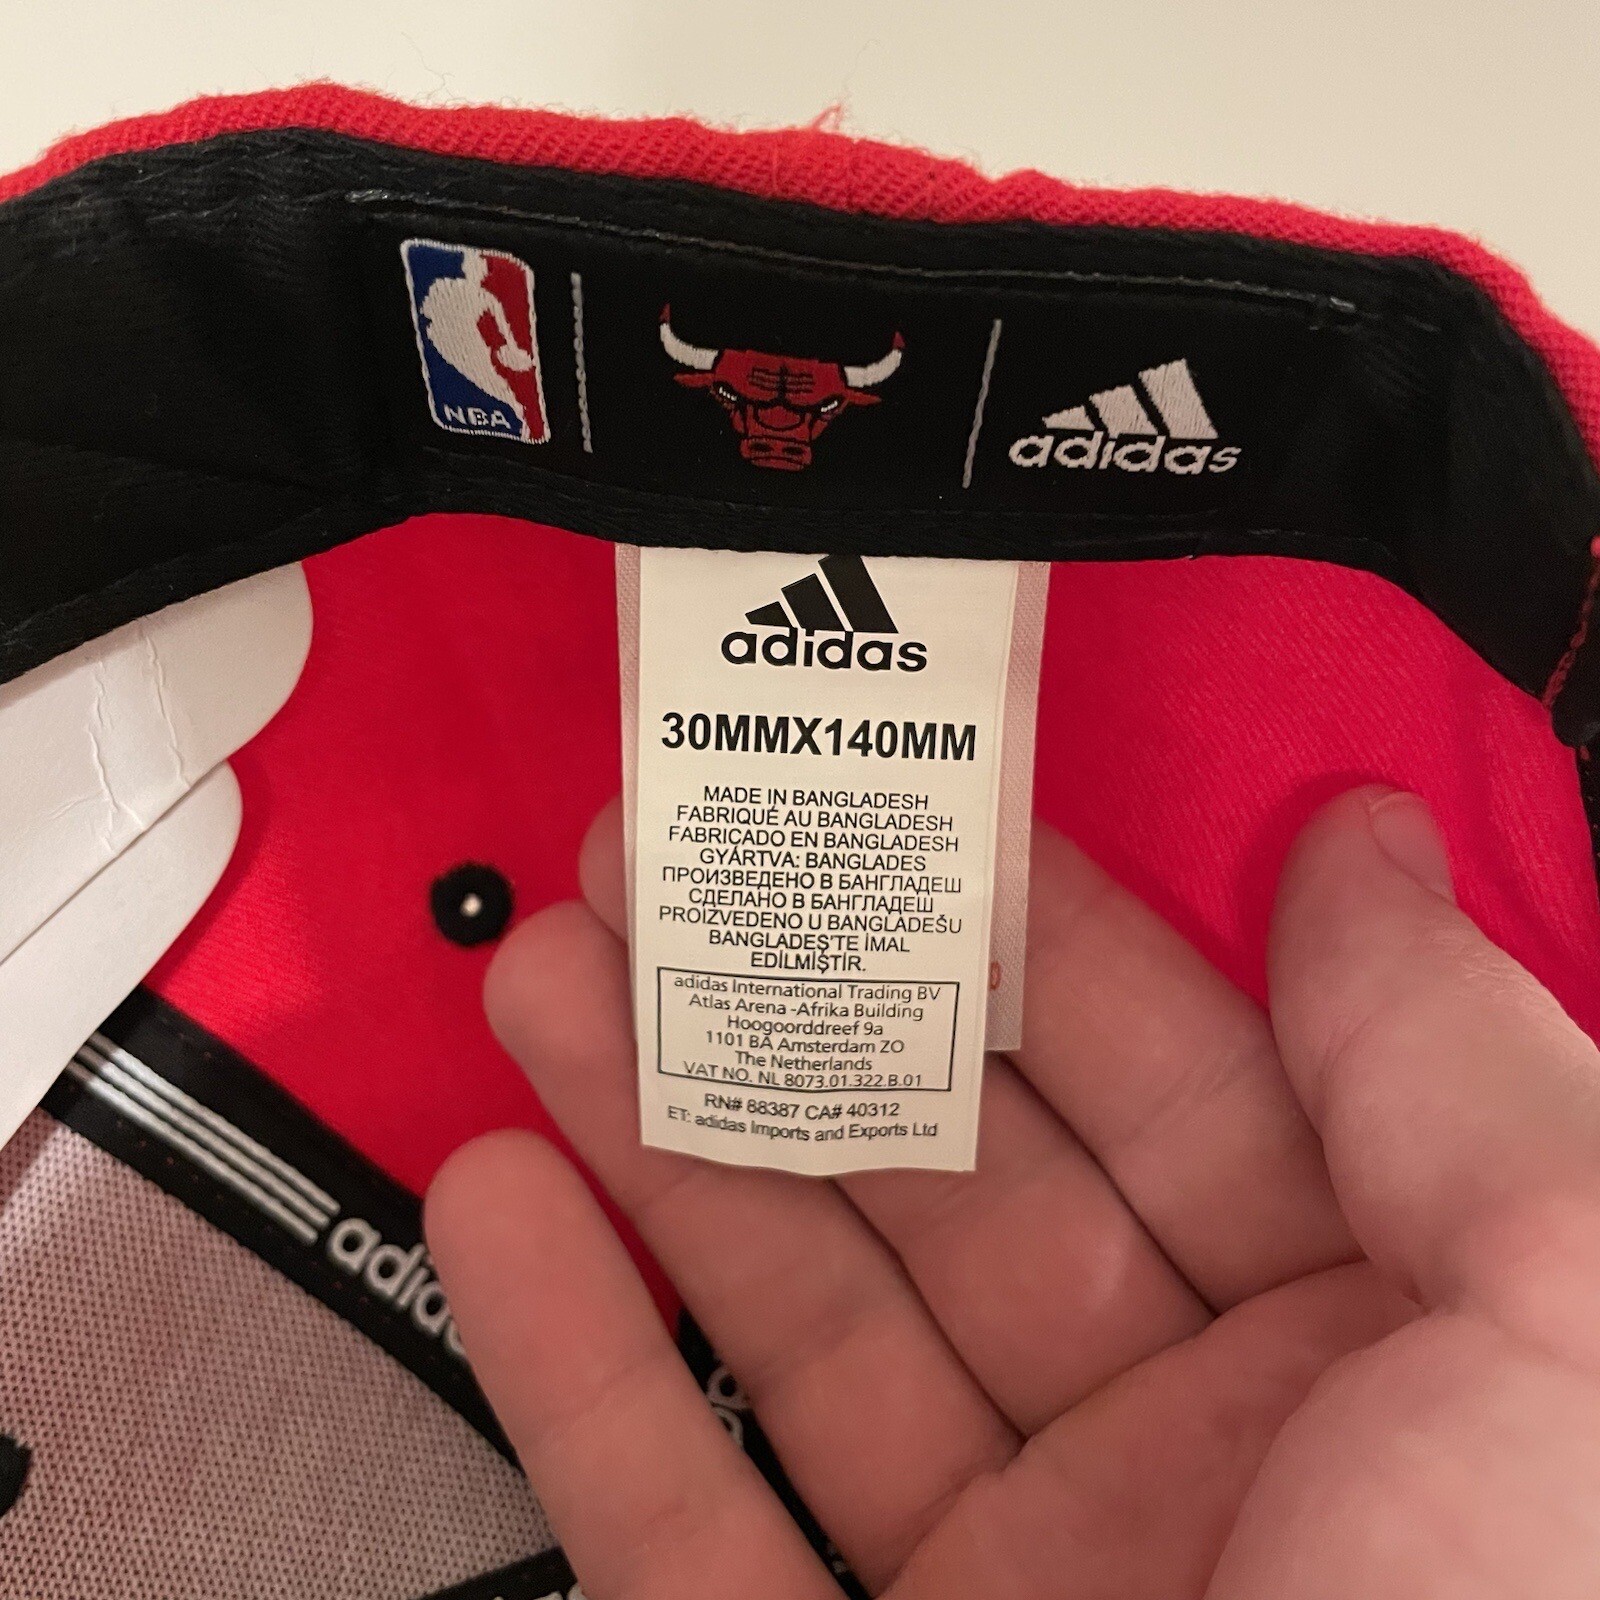 NBA
adidas
adidas
30MMX140MM
MADE IN BANGLADESH
FABRIQUÉ AU BANGLADESH
FABRICADO EN BANGLADESH
GYÁRTVA: BANGLADES
ПРОИЗВЕДЕНО В БАНГЛАДЕШ
СДЕЛАНО В БАНГЛАДЕШ
PROIZVEDENO U BANGLADEŠU
BANGLADEŞ'TE İMAL
EDİLMİŞTİR.
adidas International Trading BV
Atlas Arena -Afrika Building
Hoogoorddreef 9a
1101 BA Amsterdam ZO
The Netherlands
VAT NO. NL 8073.01.322.B.01
RN# 88387 CA# 40312
ET: adidas Imports and Exports Ltd